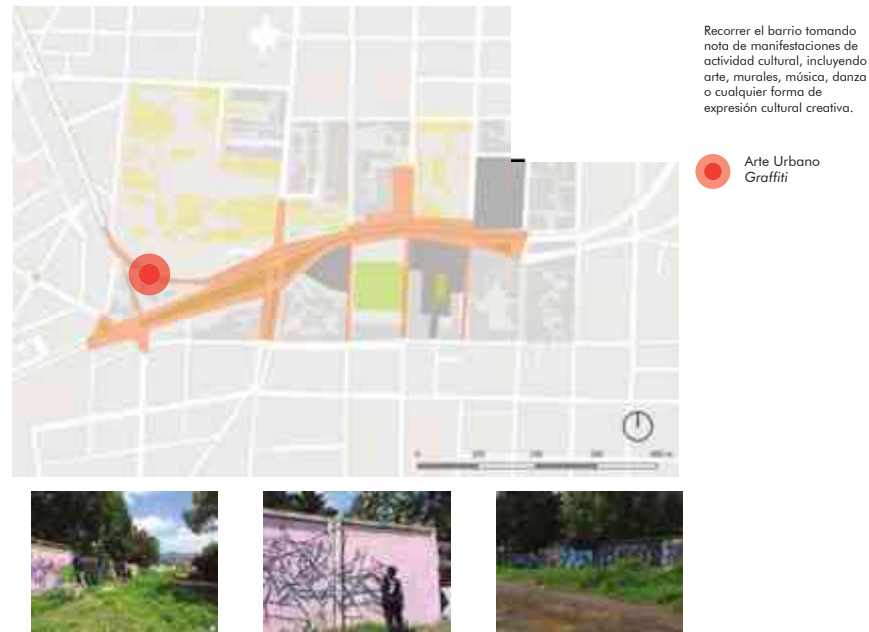 Recorrer el barrio tomando
nota de manifestaciones de
actividad cultural, incluyendo
arte, murales, música, danza
o cualquier forma de
expresión cultural creativa.
Arte Urbano
Graffiti